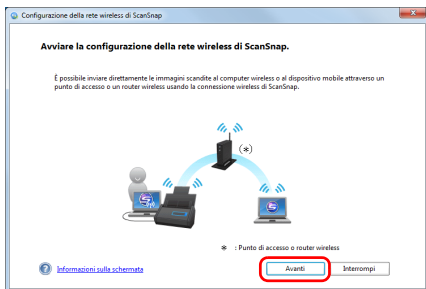 Configurazione della rete wireless di ScanSnap
Avviare la configurazione della rete wireless di ScanSnap.
È possibile inviare direttamente le immagini scandite al computer wireless o al dispositivo mobile attraverso un
punto di accesso o un router wireless usando la connessione wireless di ScanSnap.
(*)
* : Punto di accesso o router wireless
? Informazioni sulla schermata
Avanti
Interrompi